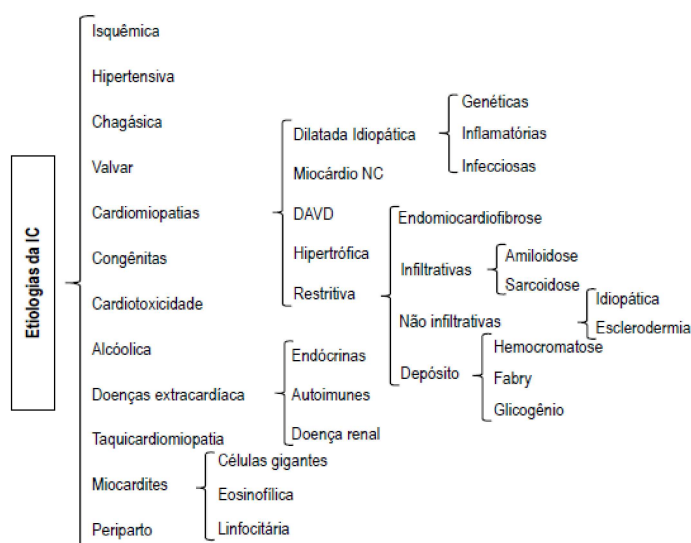 Etiologias da IC
Isquêmica
Hipertensiva
Chagásica
Valvar
Cardiomiopatias
Congênitas
Cardiotoxicidade
Alcóolica
Doenças extracardíaca
Taquicardiomiopatia
Miocardites
Periparto
Dilatada Idiopática
Miocárdio NC
DAVD
Hipertrófica
Restritiva
Genéticas
Inflamatórias
Infecciosas
Endomiocardiofibrose
Infiltrativas
Não infiltrativas
Depósito
Amiloidose
Sarcoidose
Idiopática
Esclerodermia
Hemocromatose
Fabry
Glicogênio
Endócrinas
Autoimunes
Doença renal
Células gigantes
Eosinofílica
Linfocitária